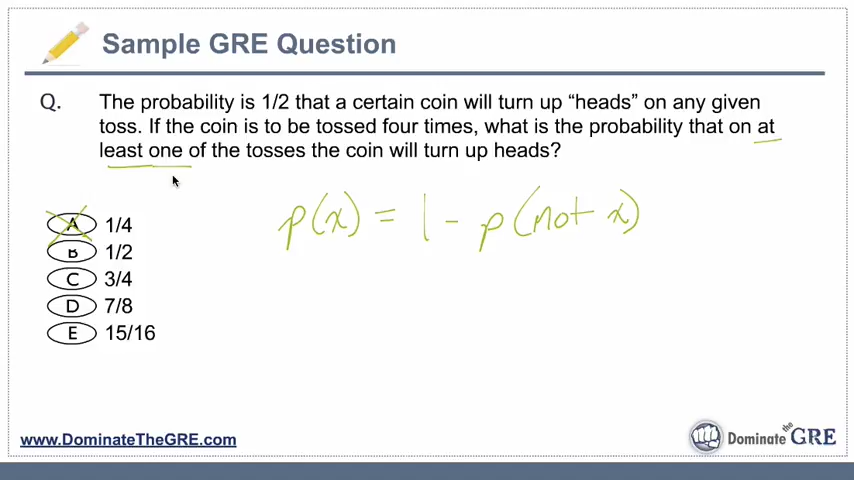 Sample GRE Question
Q. The probability is 1/2 that a certain coin will turn up “heads” on any given
toss. If the coin is to be tossed four times, what is the probability that on at
least one of the tosses the coin will turn up heads?
p(x) = 1 - p(not x)
A 1/4
B 1/2
C 3/4
D 7/8
E 15/16
www.DominateTheGRE.com
Dominate the GRE